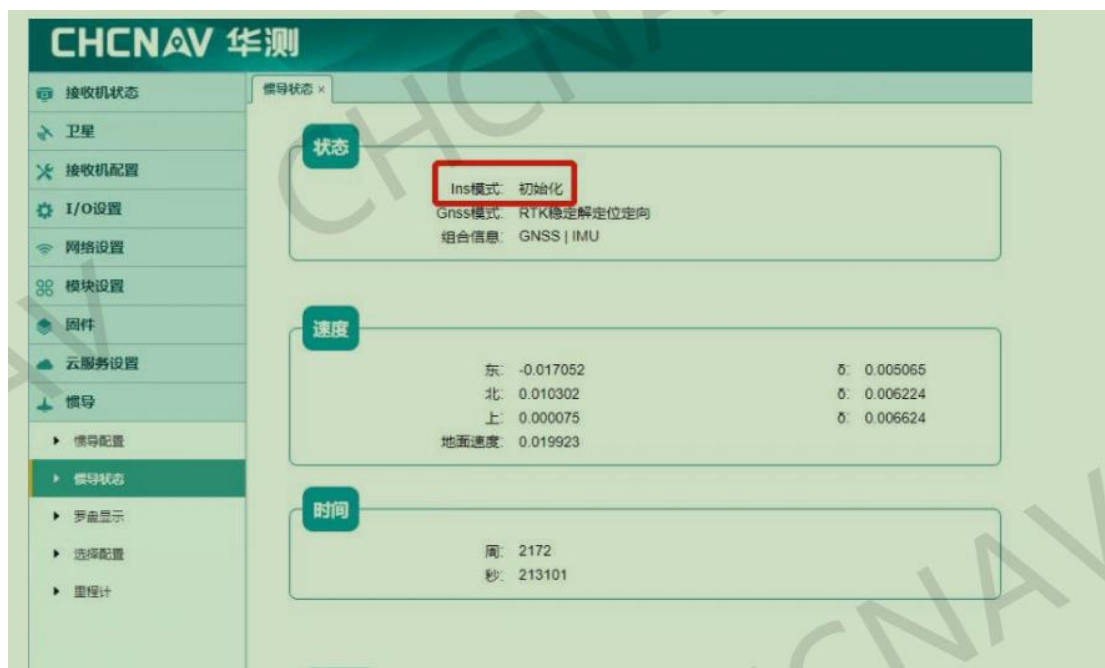 CHCNAV 华测
接收机状态
卫星
接收机配置
I/O设置
网络设置
模块设置
固件
云服务设置
惯导
惯导配置
惯导状态
罗盘显示
选择配置
里程计
惯导状态 ×
状态
Ins模式: 初始化
Gnss模式: RTK稳定解定位定向
组合信息: GNSS | IMU
速度
东: -0.017052 δ: 0.005065
北: 0.010302 δ: 0.006224
上: 0.000075 δ: 0.006624
地面速度: 0.019923
时间
周: 2172
秒: 213101
CHCNAV
AV
CHCNAV